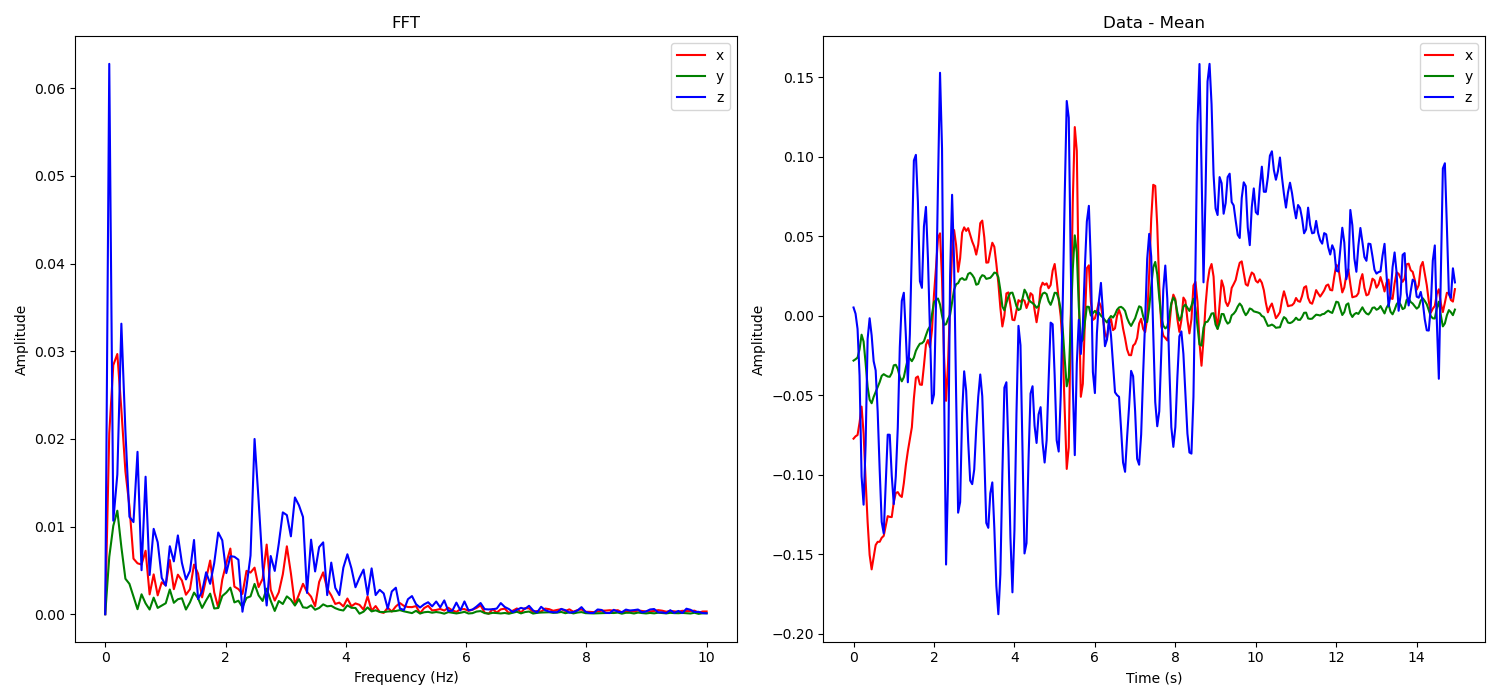 FFT
x
y
z
0.06
0.05
0.04
0.03
0.02
0.01
0.00
Amplitude
0 2 4 6 8 10
Frequency (Hz)
Data - Mean
x
y
z
0.15
0.10
0.05
0.00
−0.05
−0.10
−0.15
−0.20
Amplitude
0 2 4 6 8 10 12 14
Time (s)